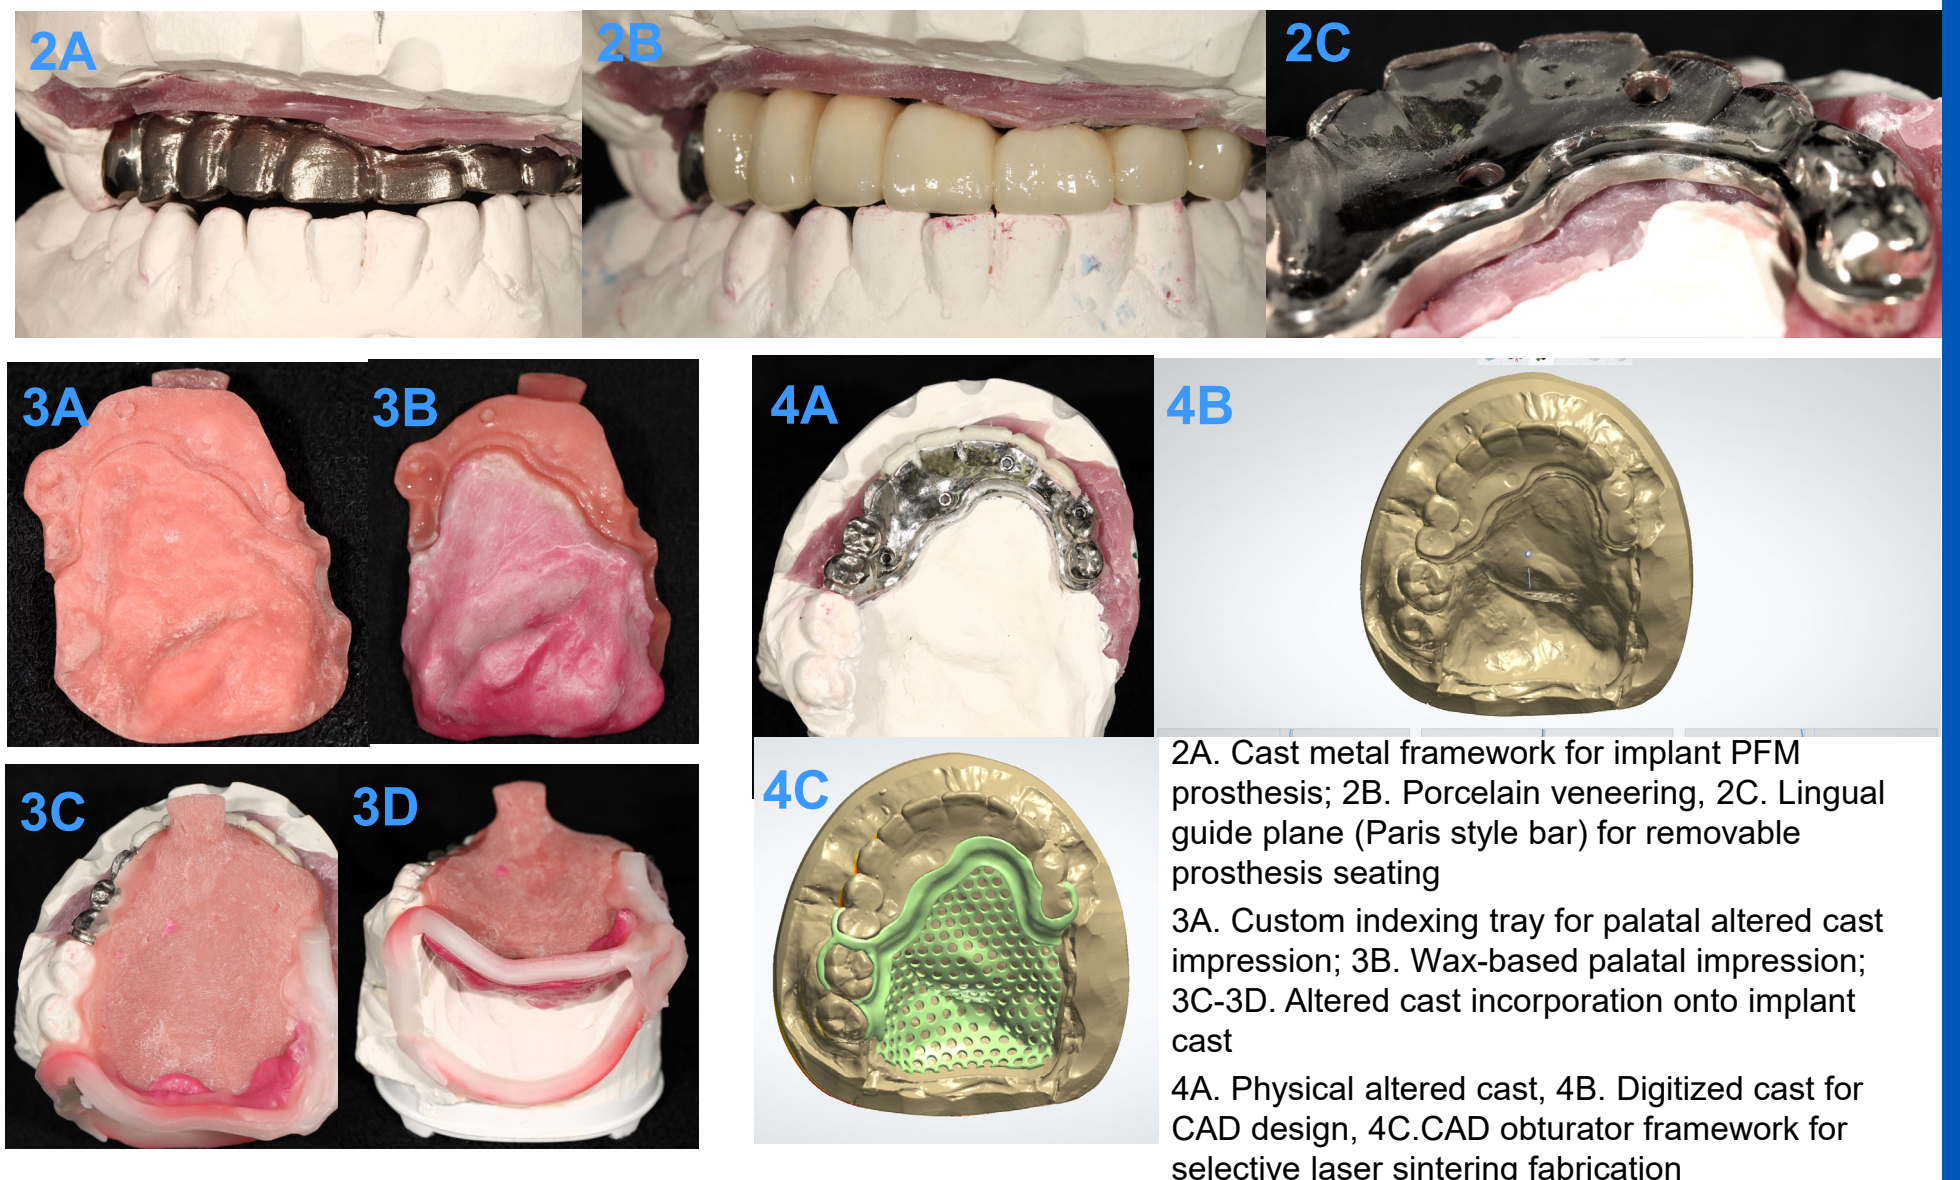 2A
2B
2C
3A
3B
4A
4B
3C
3D
4C
2A. Cast metal framework for implant PFM
prosthesis; 2B. Porcelain veneering, 2C. Lingual
guide plane (Paris style bar) for removable
prosthesis seating
3A. Custom indexing tray for palatal altered cast
impression; 3B. Wax-based palatal impression;
3C-3D. Altered cast incorporation onto implant
cast
4A. Physical altered cast, 4B. Digitized cast for
CAD design, 4C.CAD obturator framework for
selective laser sintering fabrication